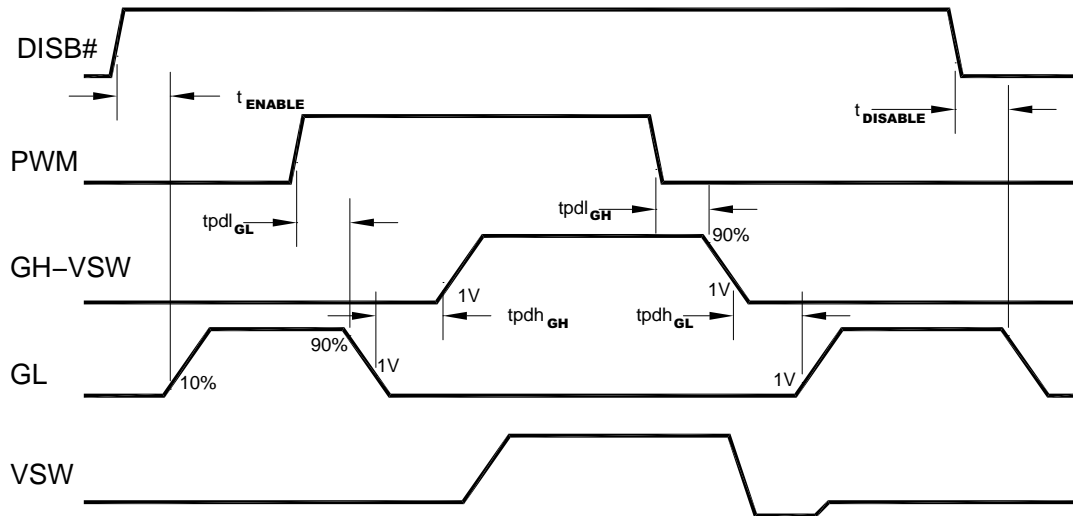 DISB#
t ENABLE
t DISABLE
PWM
tpdl GL
tpdl GH
90%
GH–VSW
1V
1V
tpdh GH
tpdh GL
90%
1V
1V
GL
10%
VSW